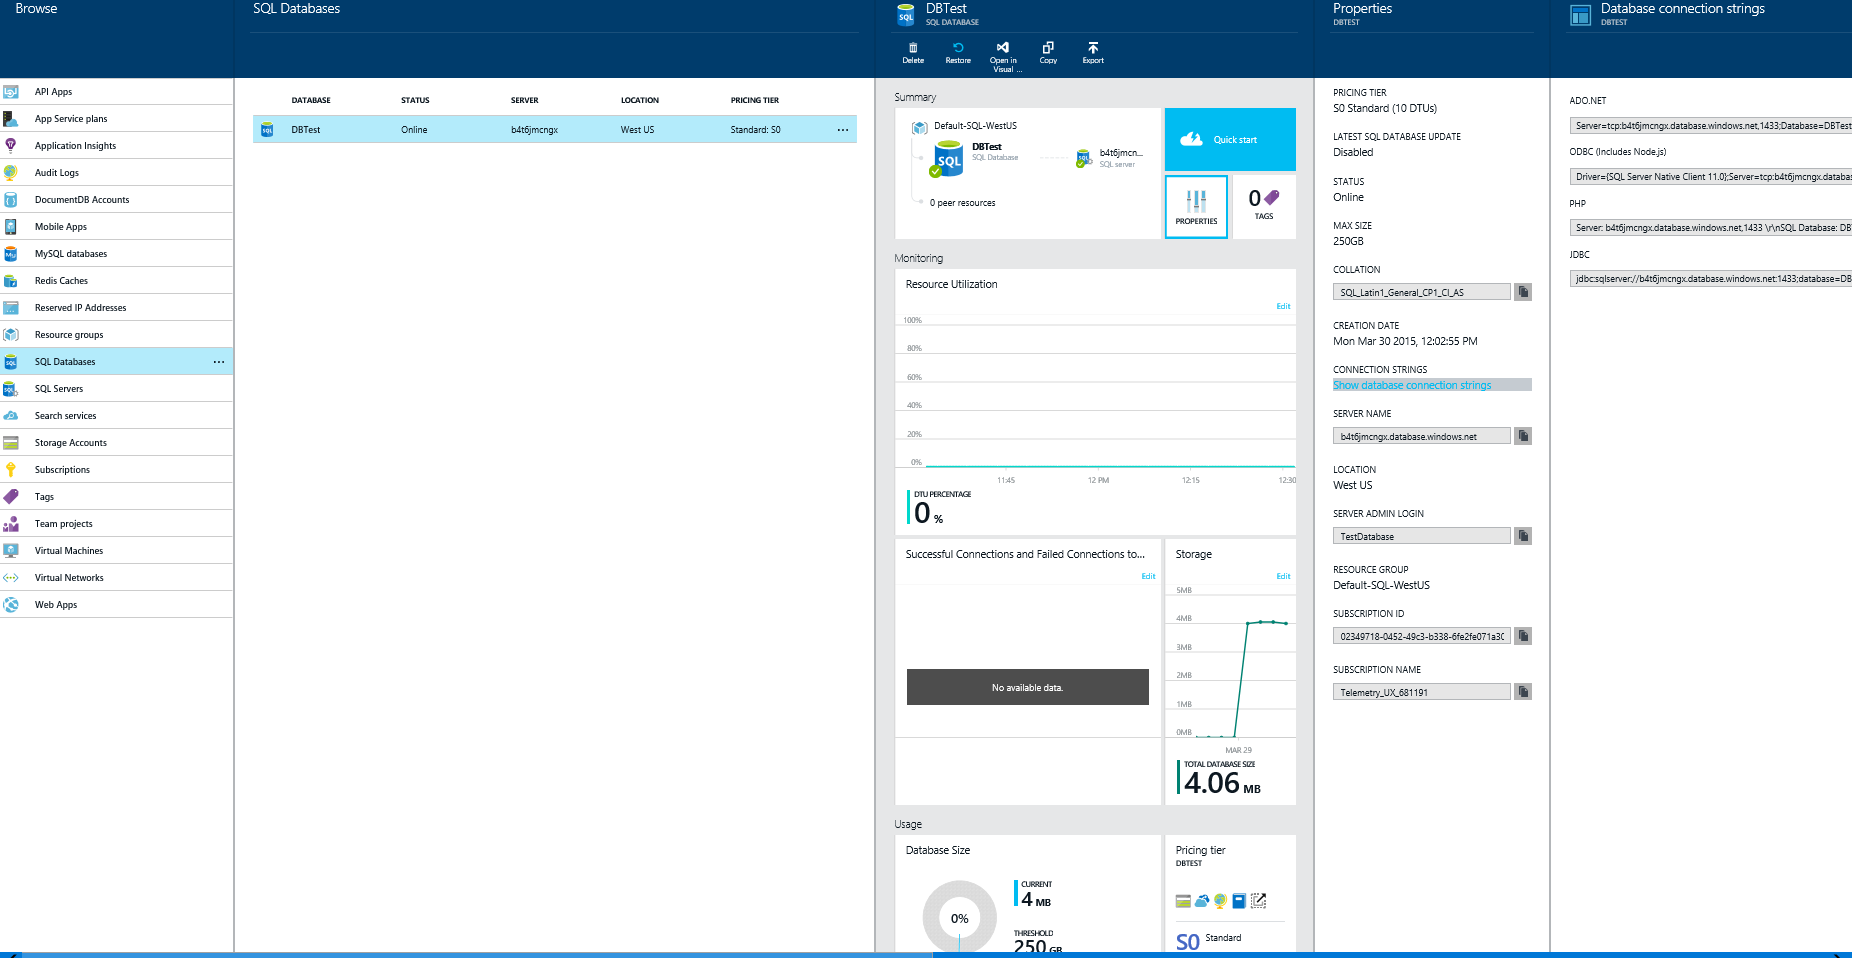 Browse
API Apps
App Service plans
Application Insights
Audit Logs
DocumentDB Accounts
Mobile Apps
MySQL databases
Redis Caches
Reserved IP Addresses
Resource groups
SQL Databases ...
SQL Servers
Search services
Storage Accounts
Subscriptions
Tags
Team projects
Virtual Machines
Virtual Networks
Web Apps
SQL Databases
DATABASE STATUS SERVER LOCATION PRICING TIER
DBTest Online b4t6jmcngx West US Standard: S0 ...
DBTest
SQL DATABASE
Delete Restore Open in Visual ... Copy Export
Summary
Default-SQL-WestUS
DBTest
SQL Database
b4t6jmcn...
SQL server
0 peer resources
Quick start
PROPERTIES
0
TAGS
Monitoring
Resource Utilization
Edit
100%
80%
60%
40%
20%
0%
11:45 12 PM 12:15 12:30
DTU PERCENTAGE
0 %
Successful Connections and Failed Connections to...
Edit
No available data.
Storage
Edit
5MB
4MB
3MB
2MB
1MB
0MB
MAR 29
TOTAL DATABASE SIZE
4.06 MB
Usage
Database Size
0%
CURRENT
4 MB
THRESHOLD
250 GB
Pricing tier
DBTEST
S0 Standard
Properties
DBTEST
PRICING TIER
S0 Standard (10 DTUs)
LATEST SQL DATABASE UPDATE
Disabled
STATUS
Online
MAX SIZE
250GB
COLLATION
SQL_Latin1_General_CP1_CI_AS
CREATION DATE
Mon Mar 30 2015, 12:02:55 PM
CONNECTION STRINGS
Show database connection strings
SERVER NAME
b4t6jmcngx.database.windows.net
LOCATION
West US
SERVER ADMIN LOGIN
TestDatabase
RESOURCE GROUP
Default-SQL-WestUS
SUBSCRIPTION ID
02349718-0452-49c3-b338-6fe2fe071a30
SUBSCRIPTION NAME
Telemetry_UX_681191
Database connection strings
DBTEST
ADO.NET
Server=tcp:b4t6jmcngx.database.windows.net,1433;Database=DBTest
ODBC (Includes Node.js)
Driver={SQL Server Native Client 11.0};Server=tcp:b4t6jmcngx.databas
PHP
Server: b4t6jmcngx.database.windows.net,1433 \r\nSQL Database: DB
JDBC
jdbc:sqlserver://b4t6jmcngx.database.windows.net:1433;database=DB